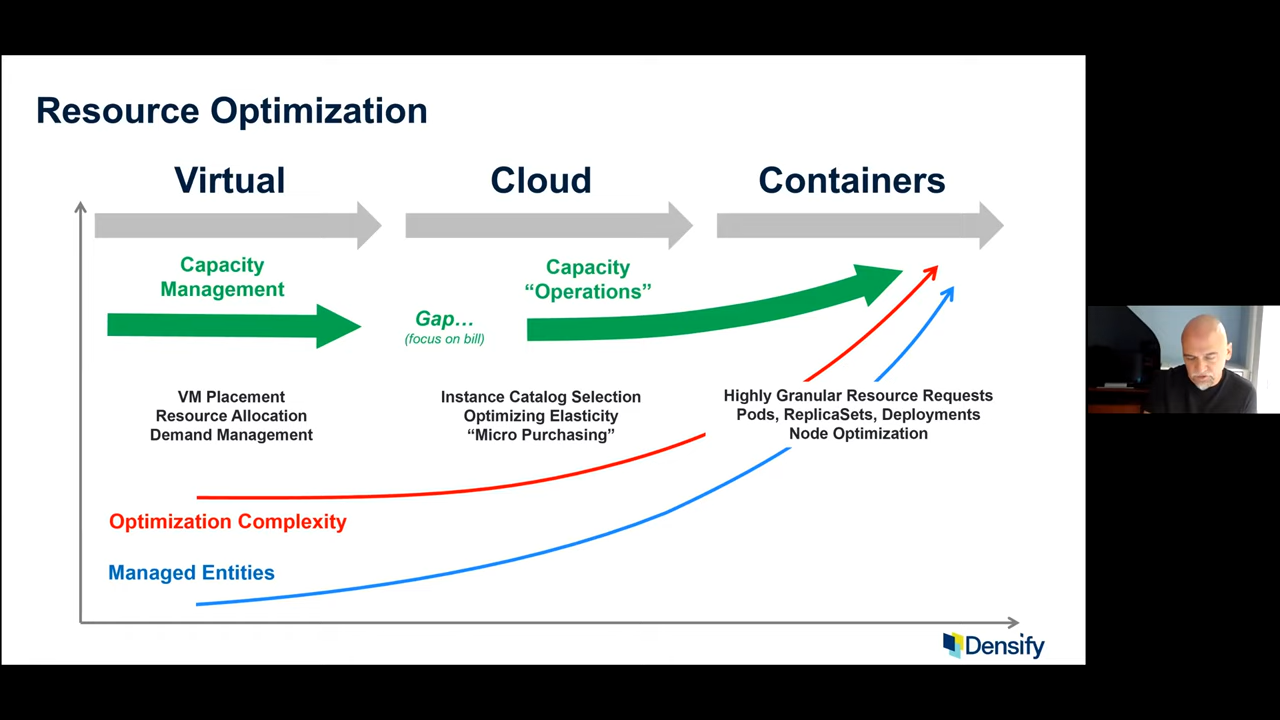 Resource Optimization
Virtual
Cloud
Containers
Capacity
Management
Gap…
(focus on bill)
Capacity
“Operations”
VM Placement
Resource Allocation
Demand Management
Instance Catalog Selection
Optimizing Elasticity
“Micro Purchasing”
Highly Granular Resource Requests
Pods, ReplicaSets, Deployments
Node Optimization
Optimization Complexity
Managed Entities
Densify